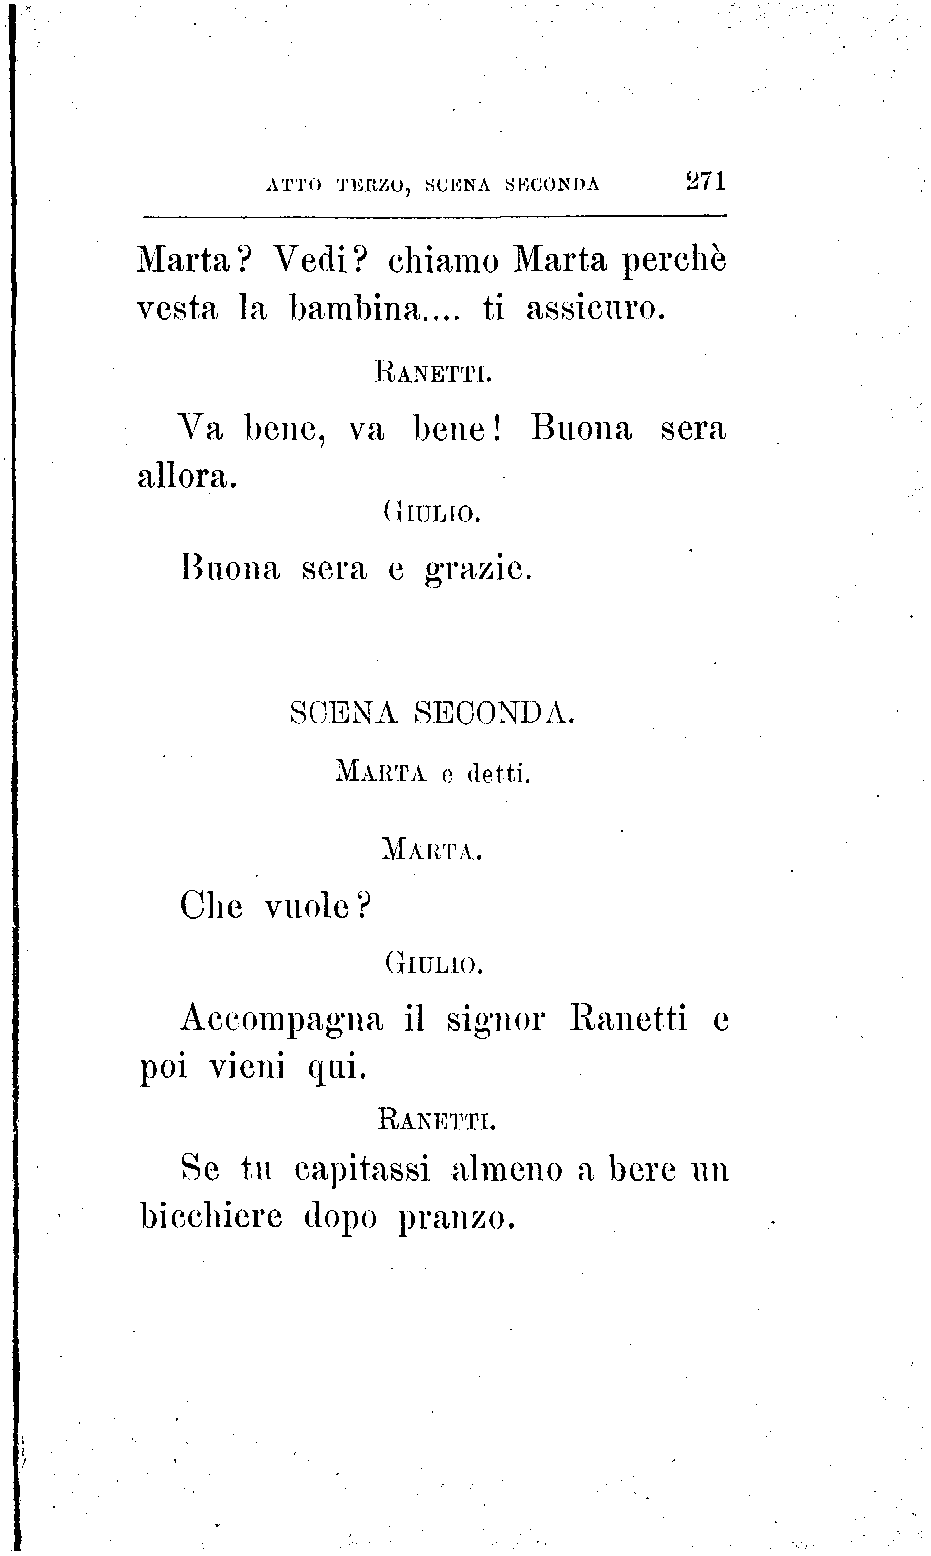 ATTO TERZO, SCENA SECONDA 271
Marta? Vedi? chiamo Marta perchè
vesta la bambina.... ti assicuro.
RANETTI.
Va bene, va bene! Buona sera
allora.
GIULIO.
Buona sera e grazie.
SCENA SECONDA.
MARTA e detti.
MARTA.
Che vuole?
GIULIO.
Accompagna il signor Ranetti e
poi vieni qui.
RANETTI.
Se tu capitassi almeno a bere un
bicchiere dopo pranzo.